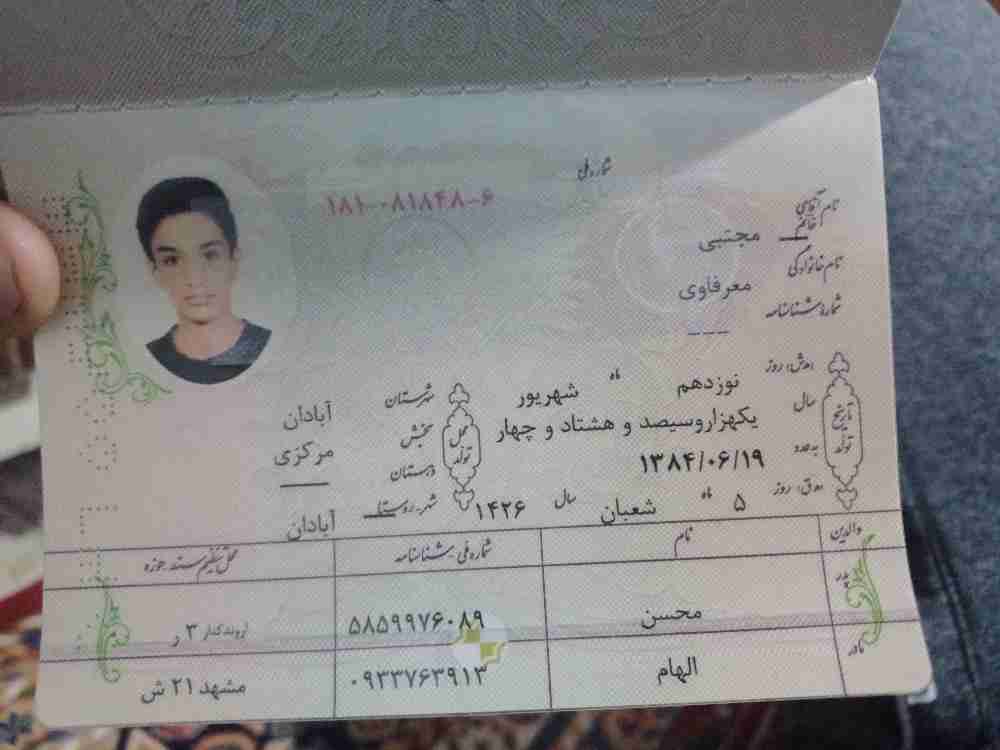 شماره ملی
۱۸۱-۰۸۱۸۴۸-۶
نام آقای
خانم
مجتبی
نام خانوادگی
معرفاوی
شماره شناسنامه
---
تاریخ تولد
ه‍.ش: روز نوزدهم ماه شهریور
سال یکهزاروسیصد و هشتاد و چهار
به عدد ۱۳۸۴/۰۶/۱۹
ه‍.ق: روز ۵ ماه شعبان سال ۱۴۲۶
محل تولد
شهرستان آبادان
بخش مرکزی
دهستان ——
شهر-روستا آبادان
والدین نام شماره ملی-شناسنامه محل تنظیم سند-حوزه
پدر محسن ۵۸۵۹۹۷۶۰۸۹ اروندکنار ۳ ر
مادر الهام ۰۹۳۳۷۶۳۹۱۳ مشهد ۲۱ ش